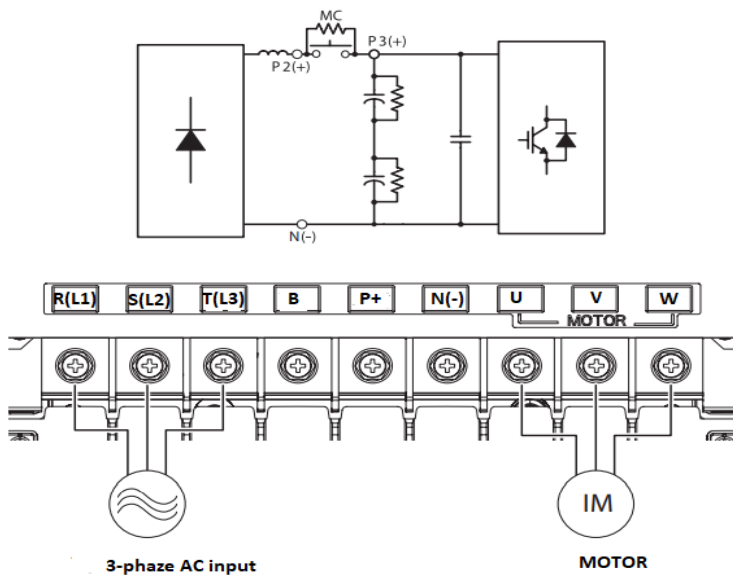 MC
P3(+)
P2(+)
N(-)
R(L1) S(L2) T(L3) B P+ N(-) U V W
MOTOR
IM
3-phaze AC input
MOTOR